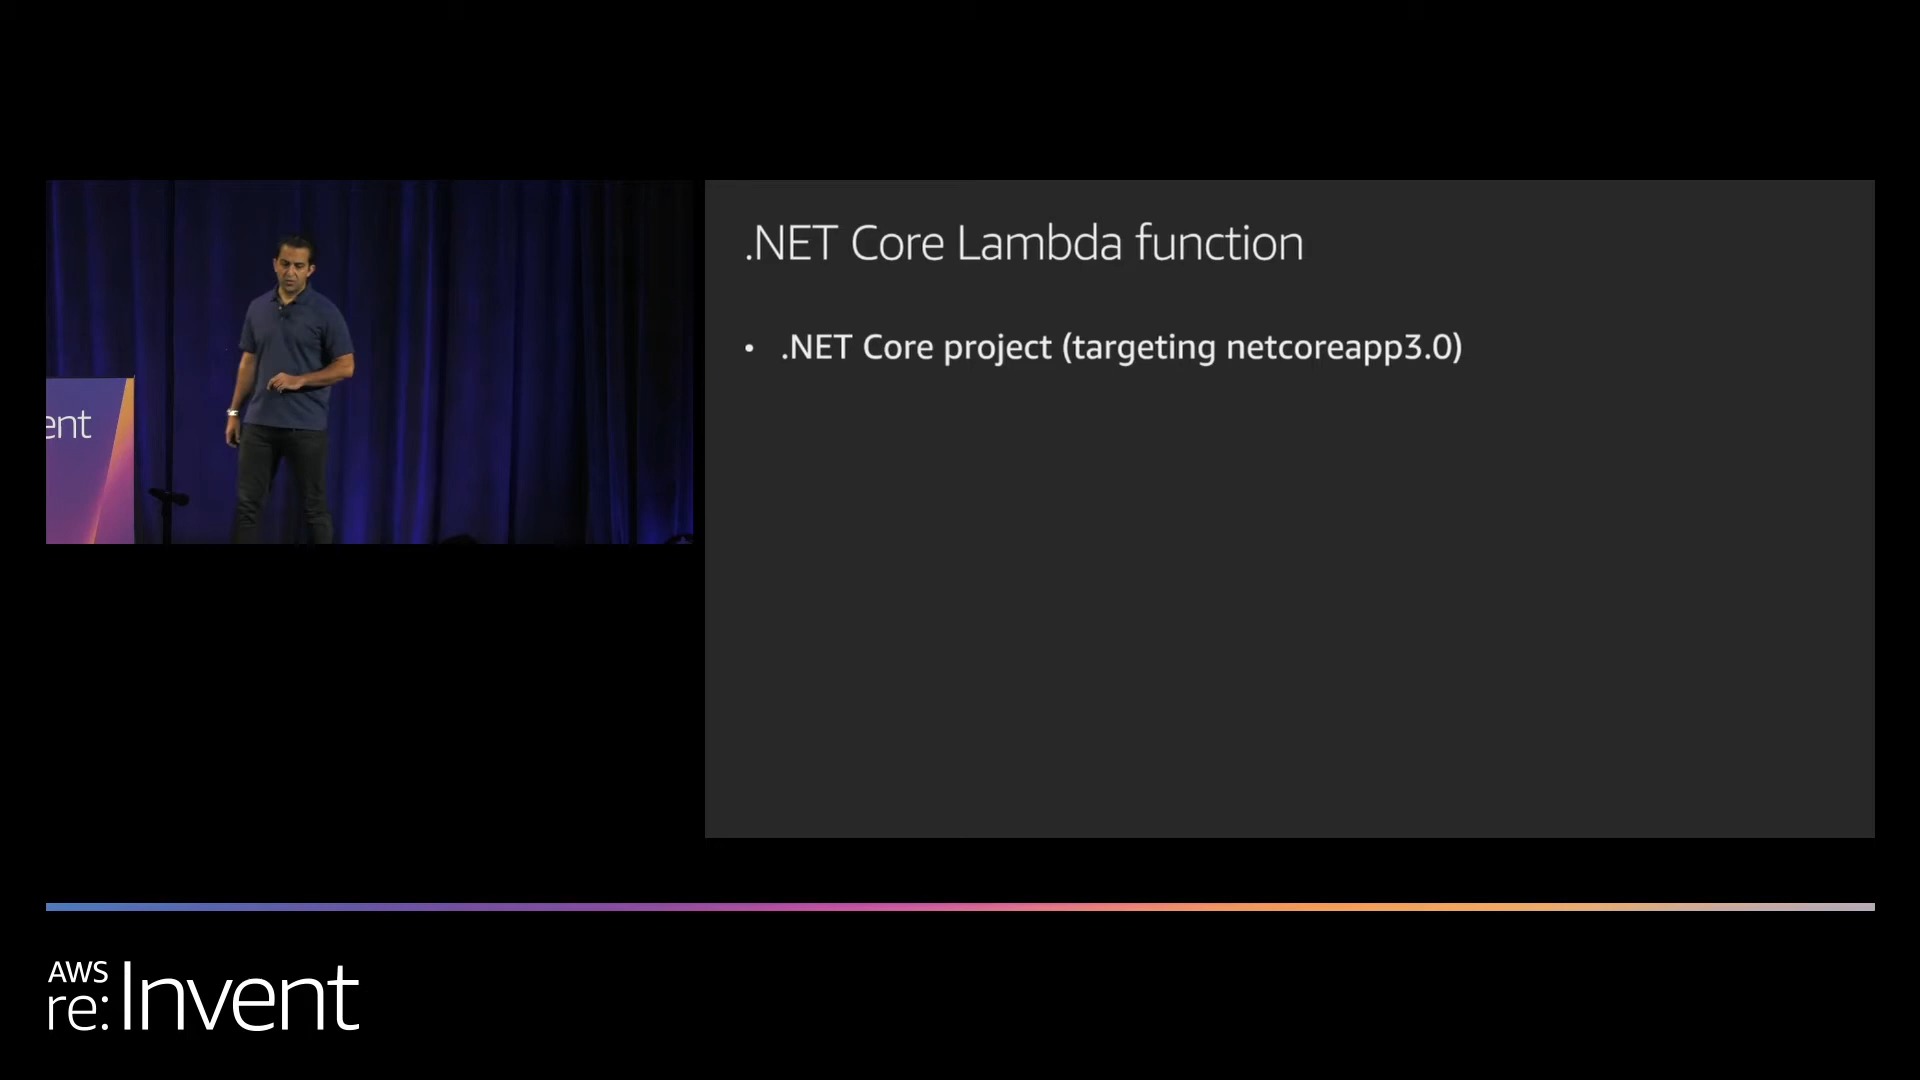 .NET Core Lambda function
• .NET Core project (targeting netcoreapp3.0)
ent
AWS
re:Invent